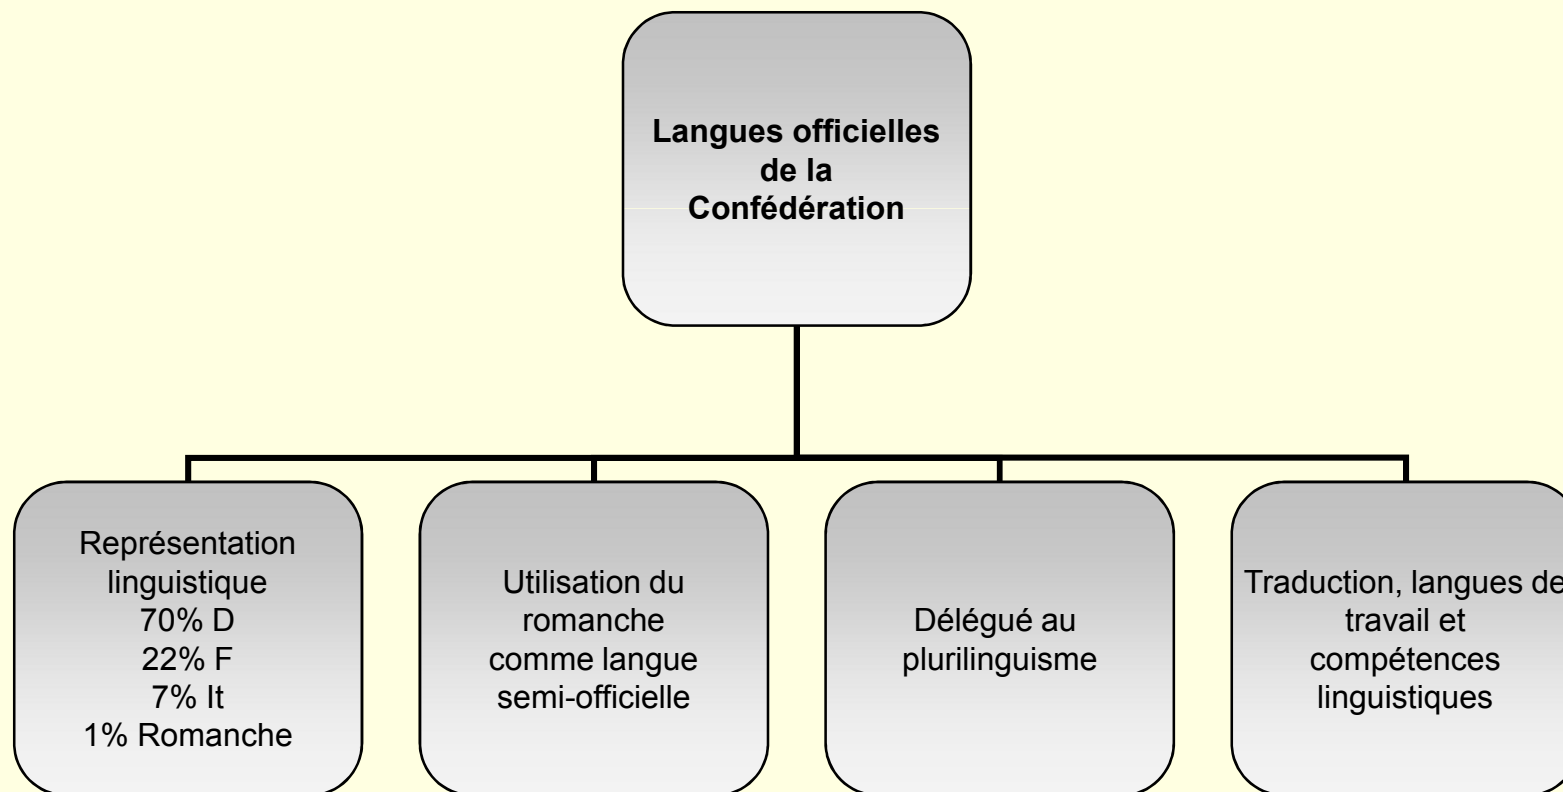 Langues officielles
de la
Confédération
Représentation
linguistique
70% D
22% F
7% It
1% Romanche
Utilisation du
romanche
comme langue
semi-officielle
Délégué au
plurilinguisme
Traduction, langues de
travail et
compétences
linguistiques